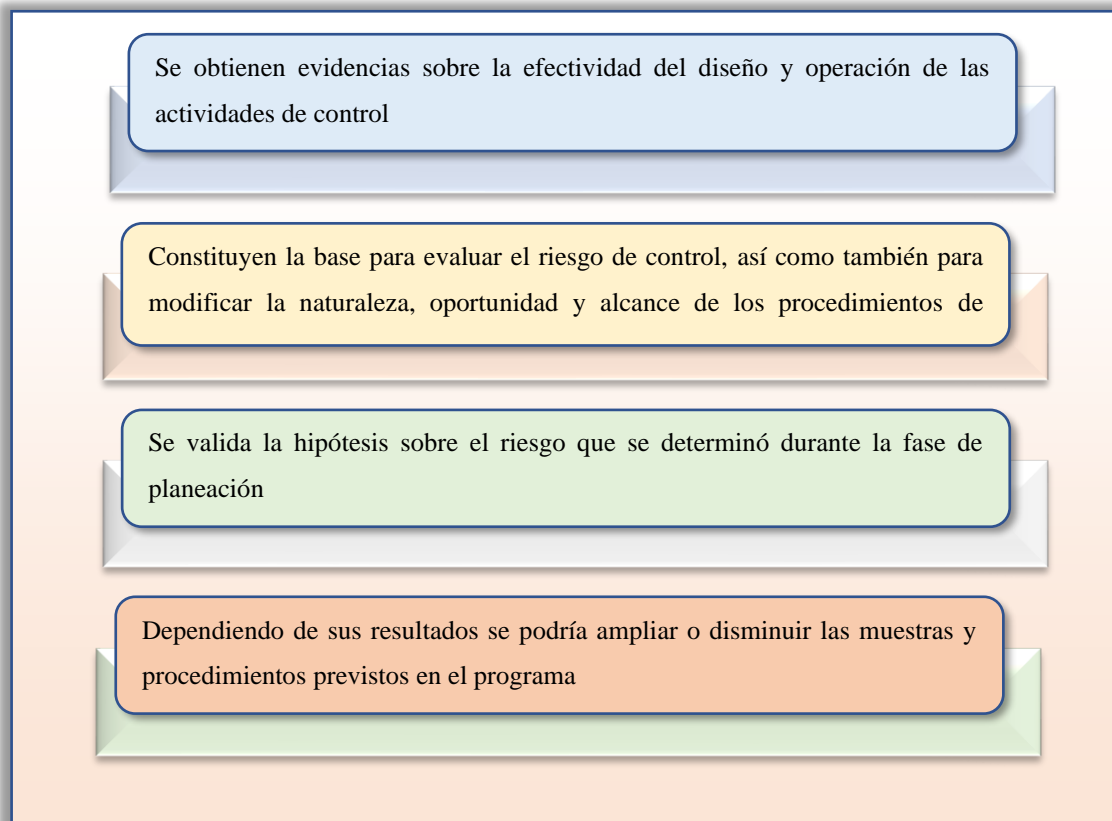 Se obtienen evidencias sobre la efectividad del diseño y operación de las
actividades de control
Constituyen la base para evaluar el riesgo de control, así como también para
modificar la naturaleza, oportunidad y alcance de los procedimientos de
Se valida la hipótesis sobre el riesgo que se determinó durante la fase de
planeación
Dependiendo de sus resultados se podría ampliar o disminuir las muestras y
procedimientos previstos en el programa